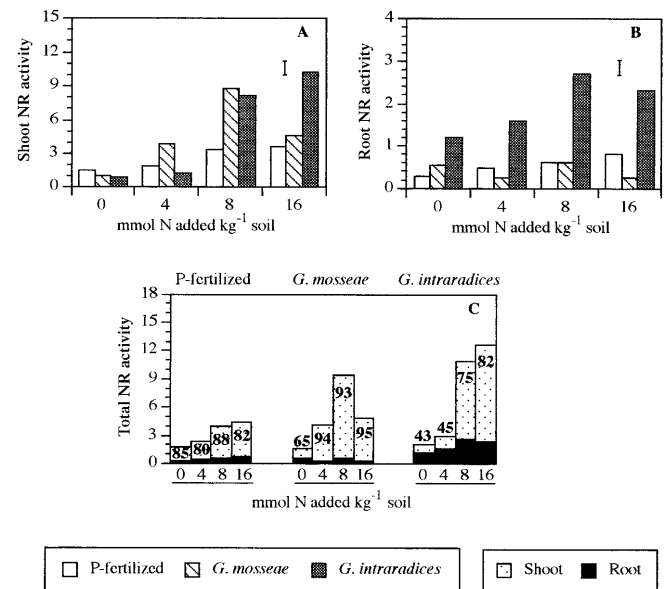 A
Shoot NR activity
15
12
9
6
3
0
0 4 8 16
mmol N added kg-1 soil
B
Root NR activity
4
3
2
1
0
0 4 8 16
mmol N added kg-1 soil
P-fertilized G. mosseae G. intraradices
C
Total NR activity
18
15
12
9
6
3
0
85 80 88 82 65 94 93 95 43 45 75 82
0 4 8 16 0 4 8 16 0 4 8 16
mmol N added kg-1 soil
P-fertilized G. mosseae G. intraradices
Shoot Root